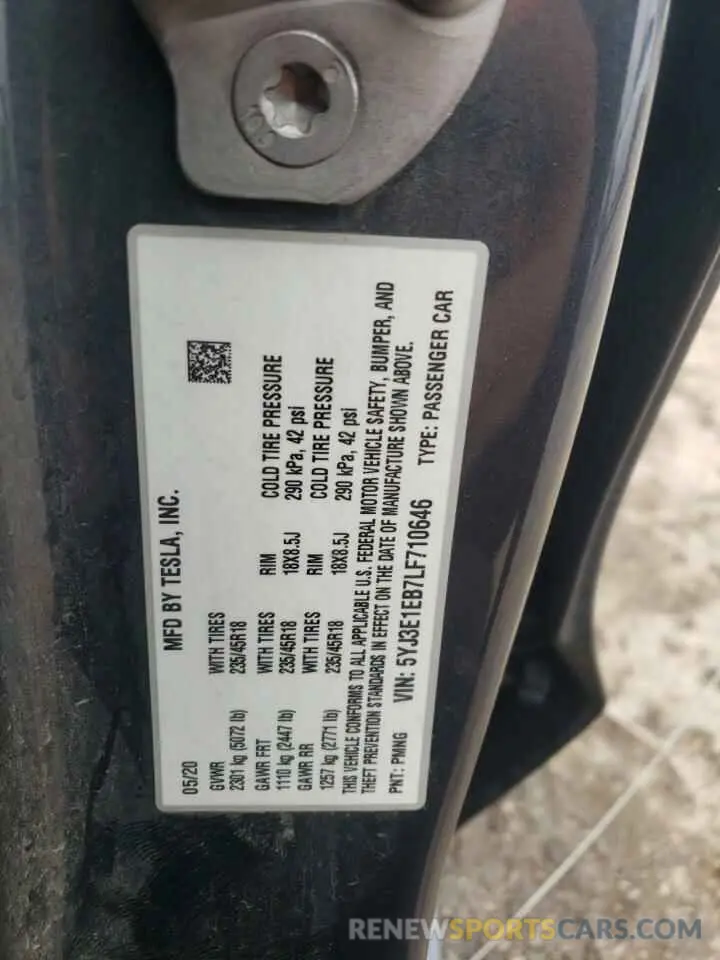 MFD BY TESLA, INC.
05/20
GVWR WITH TIRES
2301 kg (5072 lb) 235/45R18
GAWR FRT WITH TIRES RIM COLD TIRE PRESSURE
1110 kg (2447 lb) 235/45R18 18X8.5J 290 kPa, 42 psi
GAWR RR WITH TIRES RIM COLD TIRE PRESSURE
1257 kg (2771 lb) 235/45R18 18X8.5J 290 kPa, 42 psi
THIS VEHICLE CONFORMS TO ALL APPLICABLE U.S. FEDERAL MOTOR VEHICLE SAFETY, BUMPER, AND
THEFT PREVENTION STANDARDS IN EFFECT ON THE DATE OF MANUFACTURE SHOWN ABOVE.
PNT: PMNG VIN: 5YJ3E1EB7LF710646 TYPE: PASSENGER CAR
RENEWSPORTSCARS.COM